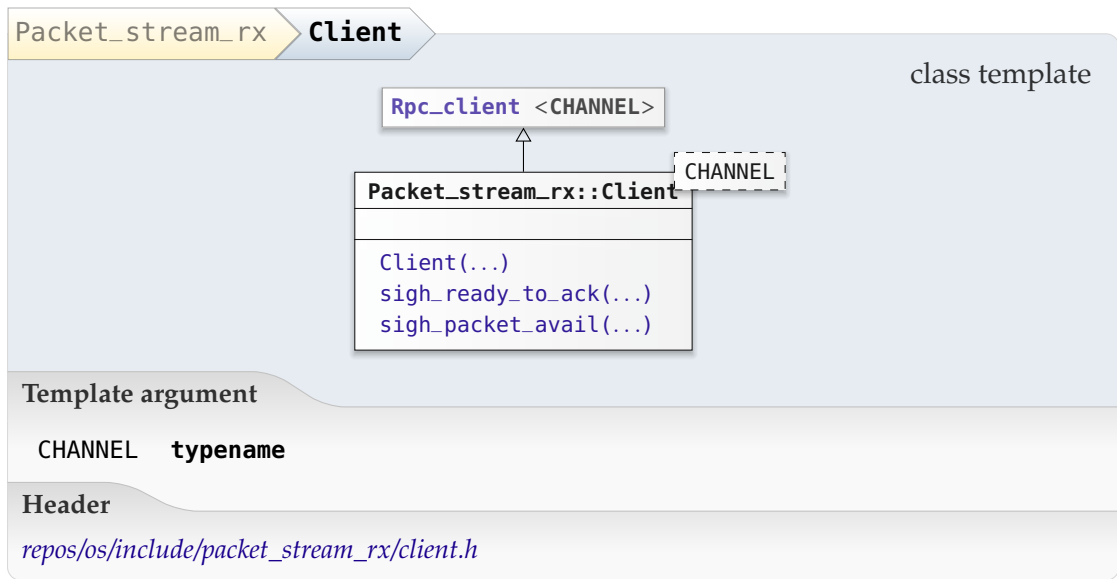 Packet_stream_rx Client
class template
Rpc_client <CHANNEL>
CHANNEL
Packet_stream_rx::Client
Client(...)
sigh_ready_to_ack(...)
sigh_packet_avail(...)
Template argument
CHANNEL typename
Header
repos/os/include/packet_stream_rx/client.h